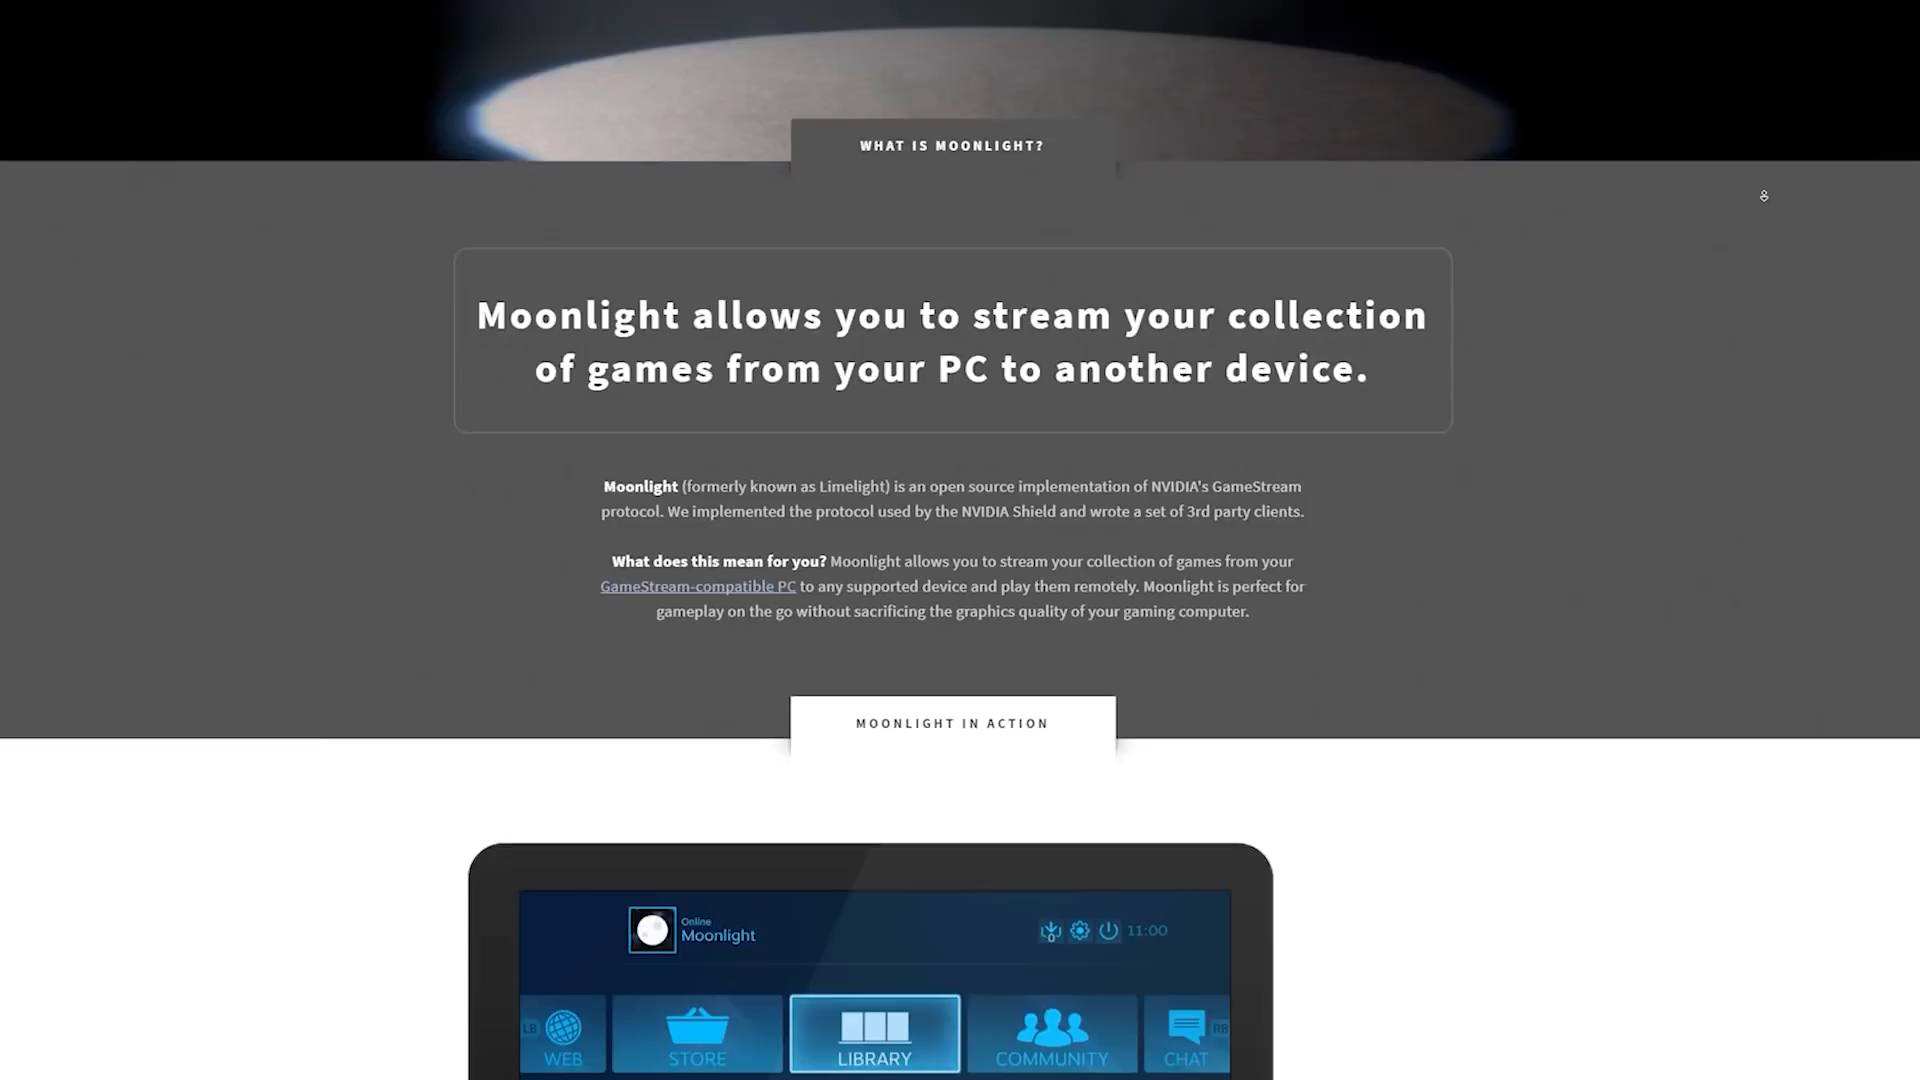 WHAT IS MOONLIGHT?
Moonlight allows you to stream your collection
of games from your PC to another device.
Moonlight (formerly known as Limelight) is an open source implementation of NVIDIA's GameStream
protocol. We implemented the protocol used by the NVIDIA Shield and wrote a set of 3rd party clients.
What does this mean for you? Moonlight allows you to stream your collection of games from your
GameStream-compatible PC to any supported device and play them remotely. Moonlight is perfect for
gameplay on the go without sacrificing the graphics quality of your gaming computer.
MOONLIGHT IN ACTION
Online
Moonlight
0
11:00
LB
WEB
STORE
LIBRARY
COMMUNITY
CHAT
RB